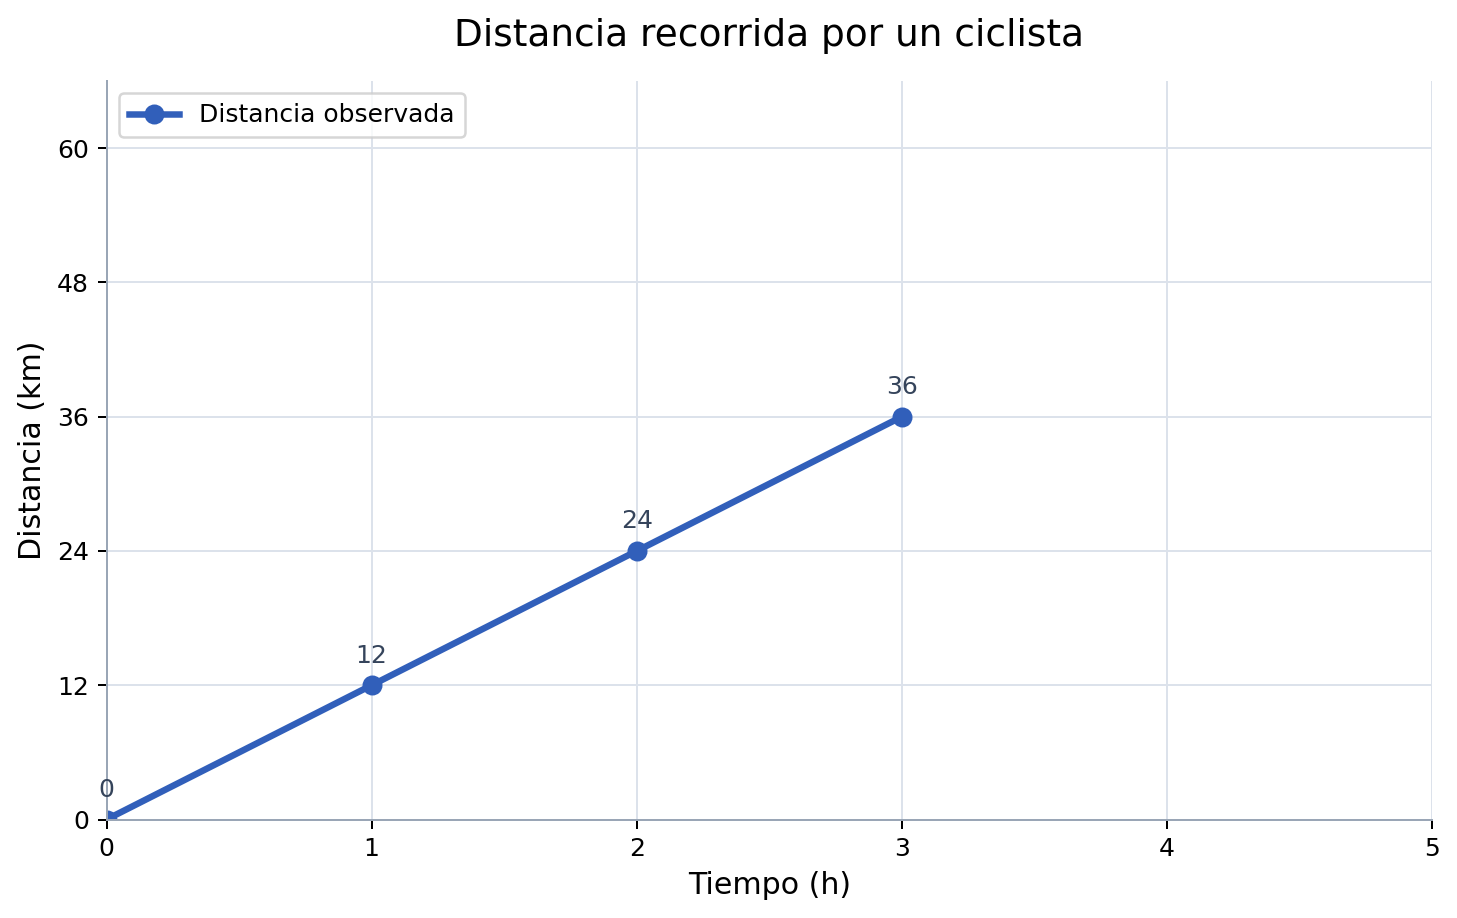 Distancia recorrida por un ciclista
Distancia observada
Distancia (km)
60
48
36
24
12
0
0
12
24
36
0 1 2 3 4 5
Tiempo (h)